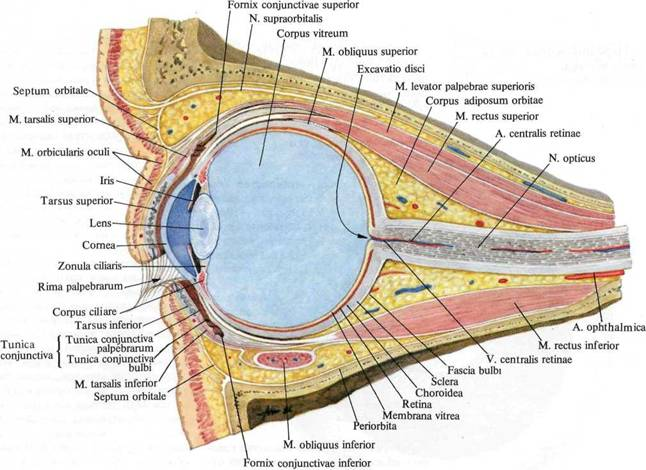 Fornix conjunctivae superior
N. supraorbitalis
Corpus vitreum
M. obliquus superior
Excavatio disci
M. levator palpebrae superioris
Corpus adiposum orbitae
M. rectus superior
A. centralis retinae
N. opticus
Septum orbitale
M. tarsalis superior
M. orbicularis oculi
Iris
Tarsus superior
Lens
Cornea
Zonula ciliaris
Rima palpebrarum
Corpus ciliare
Tarsus inferior
Tunica
conjunctiva
Tunica conjunctiva
palpebrarum
Tunica conjunctiva
bulbi
M. tarsalis inferior
Septum orbitale
A. ophthalmica
M. rectus inferior
V. centralis retinae
Fascia bulbi
Sclera
Choroidea
Retina
Membrana vitrea
Periorbita
M. obliquus inferior
Fornix conjunctivae inferior